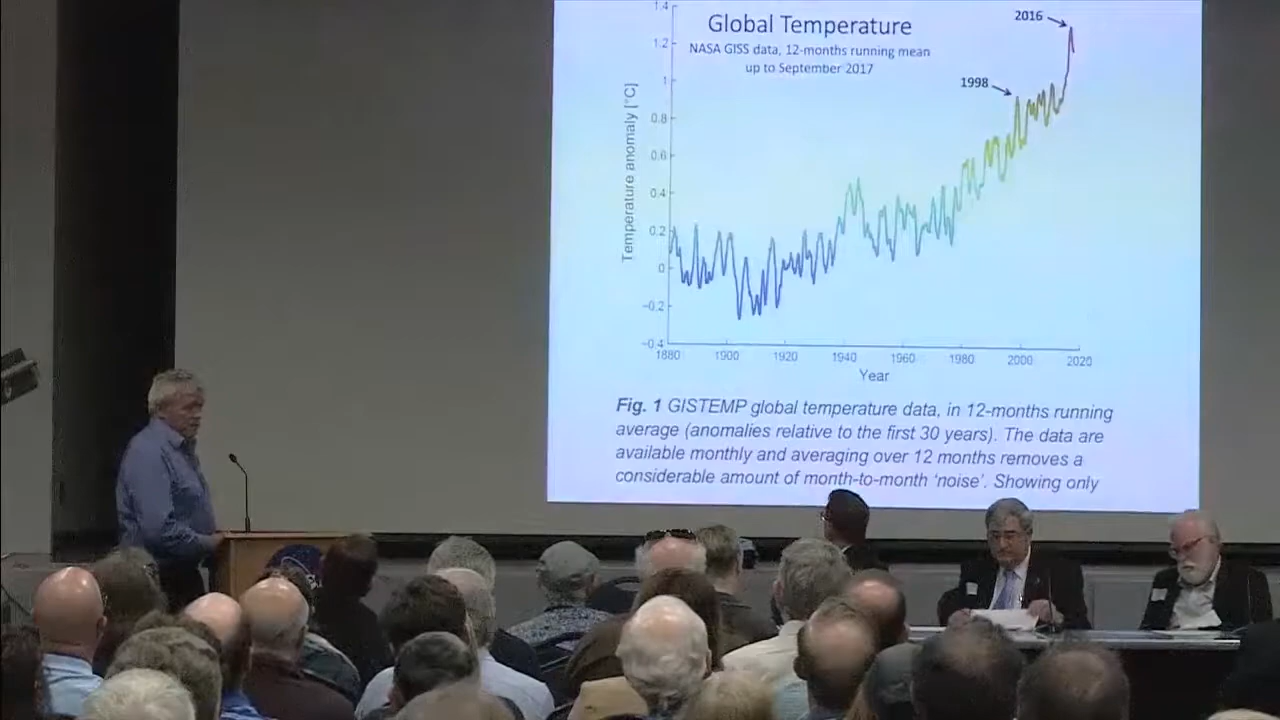 Global Temperature
NASA GISS data, 12-months running mean
up to September 2017
2016
1998
Temperature anomaly [°C]
1.4
1.2
1
0.8
0.6
0.4
0.2
0
−0.2
−0.4
1880 1900 1920 1940 1960 1980 2000 2020
Year
Fig. 1 GISTEMP global temperature data, in 12-months running
average (anomalies relative to the first 30 years). The data are
available monthly and averaging over 12 months removes a
considerable amount of month-to-month ‘noise’. Showing only